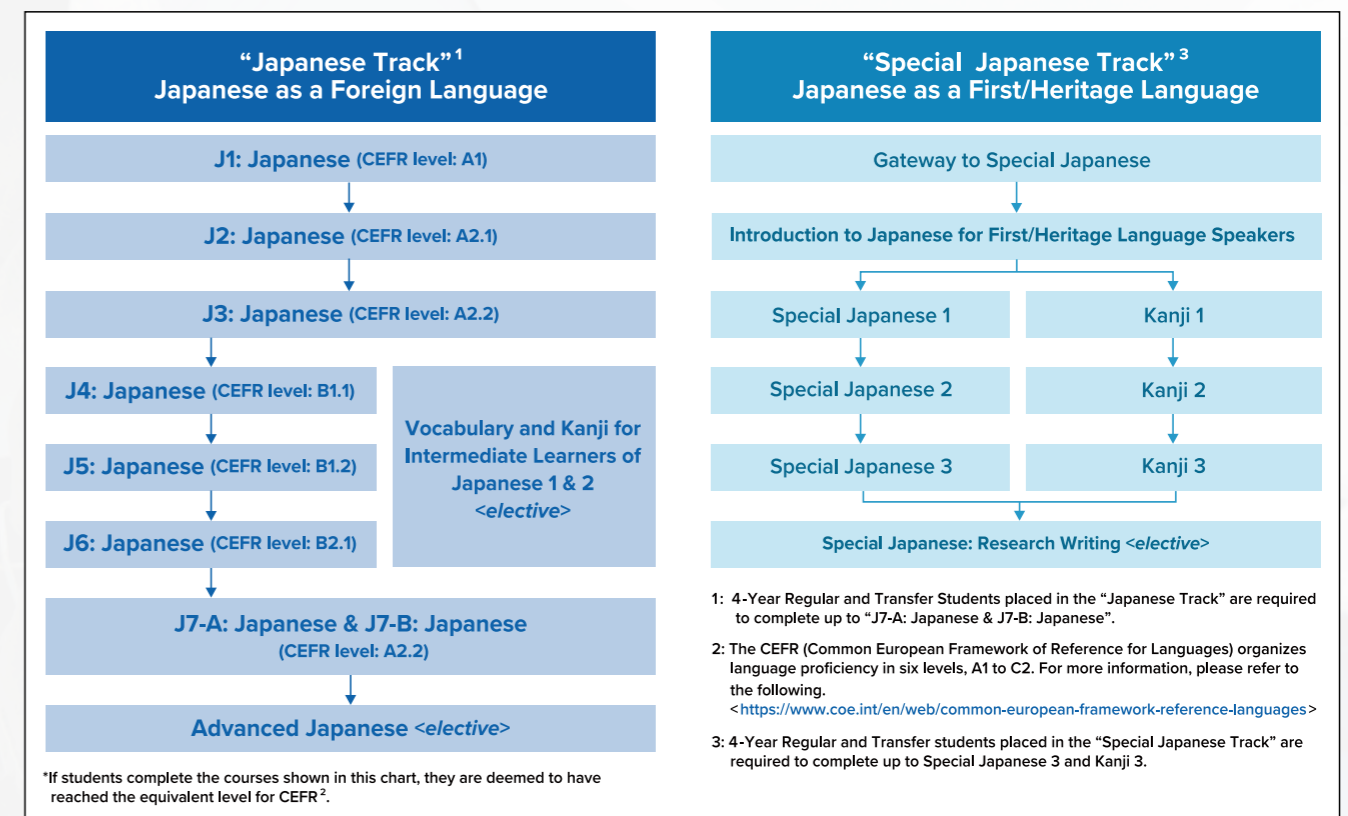 “Japanese Track” 1
Japanese as a Foreign Language
J1: Japanese (CEFR level: A1)
J2: Japanese (CEFR level: A2.1)
J3: Japanese (CEFR level: A2.2)
J4: Japanese (CEFR level: B1.1)
J5: Japanese (CEFR level: B1.2)
J6: Japanese (CEFR level: B2.1)
Vocabulary and Kanji for
Intermediate Learners of
Japanese 1 & 2
<elective>
J7-A: Japanese & J7-B: Japanese
(CEFR level: A2.2)
Advanced Japanese <elective>
*If students complete the courses shown in this chart, they are deemed to have
reached the equivalent level for CEFR 2.
“Special Japanese Track” 3
Japanese as a First/Heritage Language
Gateway to Special Japanese
Introduction to Japanese for First/Heritage Language Speakers
Special Japanese 1
Kanji 1
Special Japanese 2
Kanji 2
Special Japanese 3
Kanji 3
Special Japanese: Research Writing <elective>
1: 4-Year Regular and Transfer Students placed in the “Japanese Track” are required
to complete up to “J7-A: Japanese & J7-B: Japanese”.
2: The CEFR (Common European Framework of Reference for Languages) organizes
language proficiency in six levels, A1 to C2. For more information, please refer to
the following.
<https://www.coe.int/en/web/common-european-framework-reference-languages>
3: 4-Year Regular and Transfer students placed in the “Special Japanese Track” are
required to complete up to Special Japanese 3 and Kanji 3.